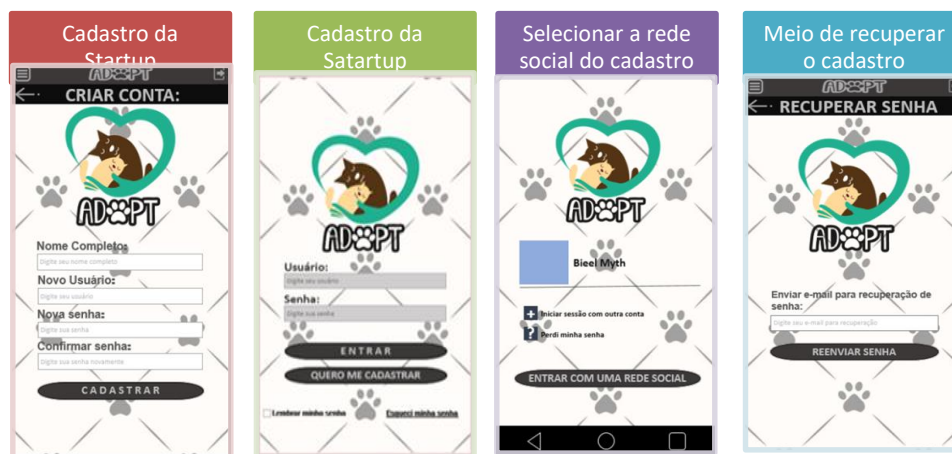 Cadastro da
Startup
ADOPT
CRIAR CONTA:
ADOPT
Nome Completo:
Digite seu nome completo
Novo Usuário:
Digite seu usuário
Nova senha:
Digite sua senha
Confirmar senha:
Digite sua senha novamente
CADASTRAR
Cadastro da
Satartup
ADOPT
Usuário:
Digite seu usuário
Senha:
Digite sua senha
ENTRAR
QUERO ME CADASTRAR
Lembrar minha senha
Esqueci minha senha
Selecionar a rede
social do cadastro
ADOPT
Bieel Myth
Iniciar sessão com outra conta
Perdi minha senha
ENTRAR COM UMA REDE SOCIAL
Meio de recuperar
o cadastro
ADOPT
RECUPERAR SENHA
ADOPT
Enviar e-mail para recuperação de
senha:
Digite seu e-mail para recuperação
REENVIAR SENHA